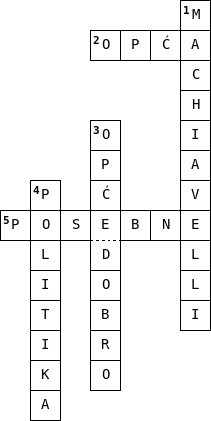 1 MACHIAVELLI
2 OPĆA
3 OPĆE DOBRO
4 POLITIKA
5 POSEBNE